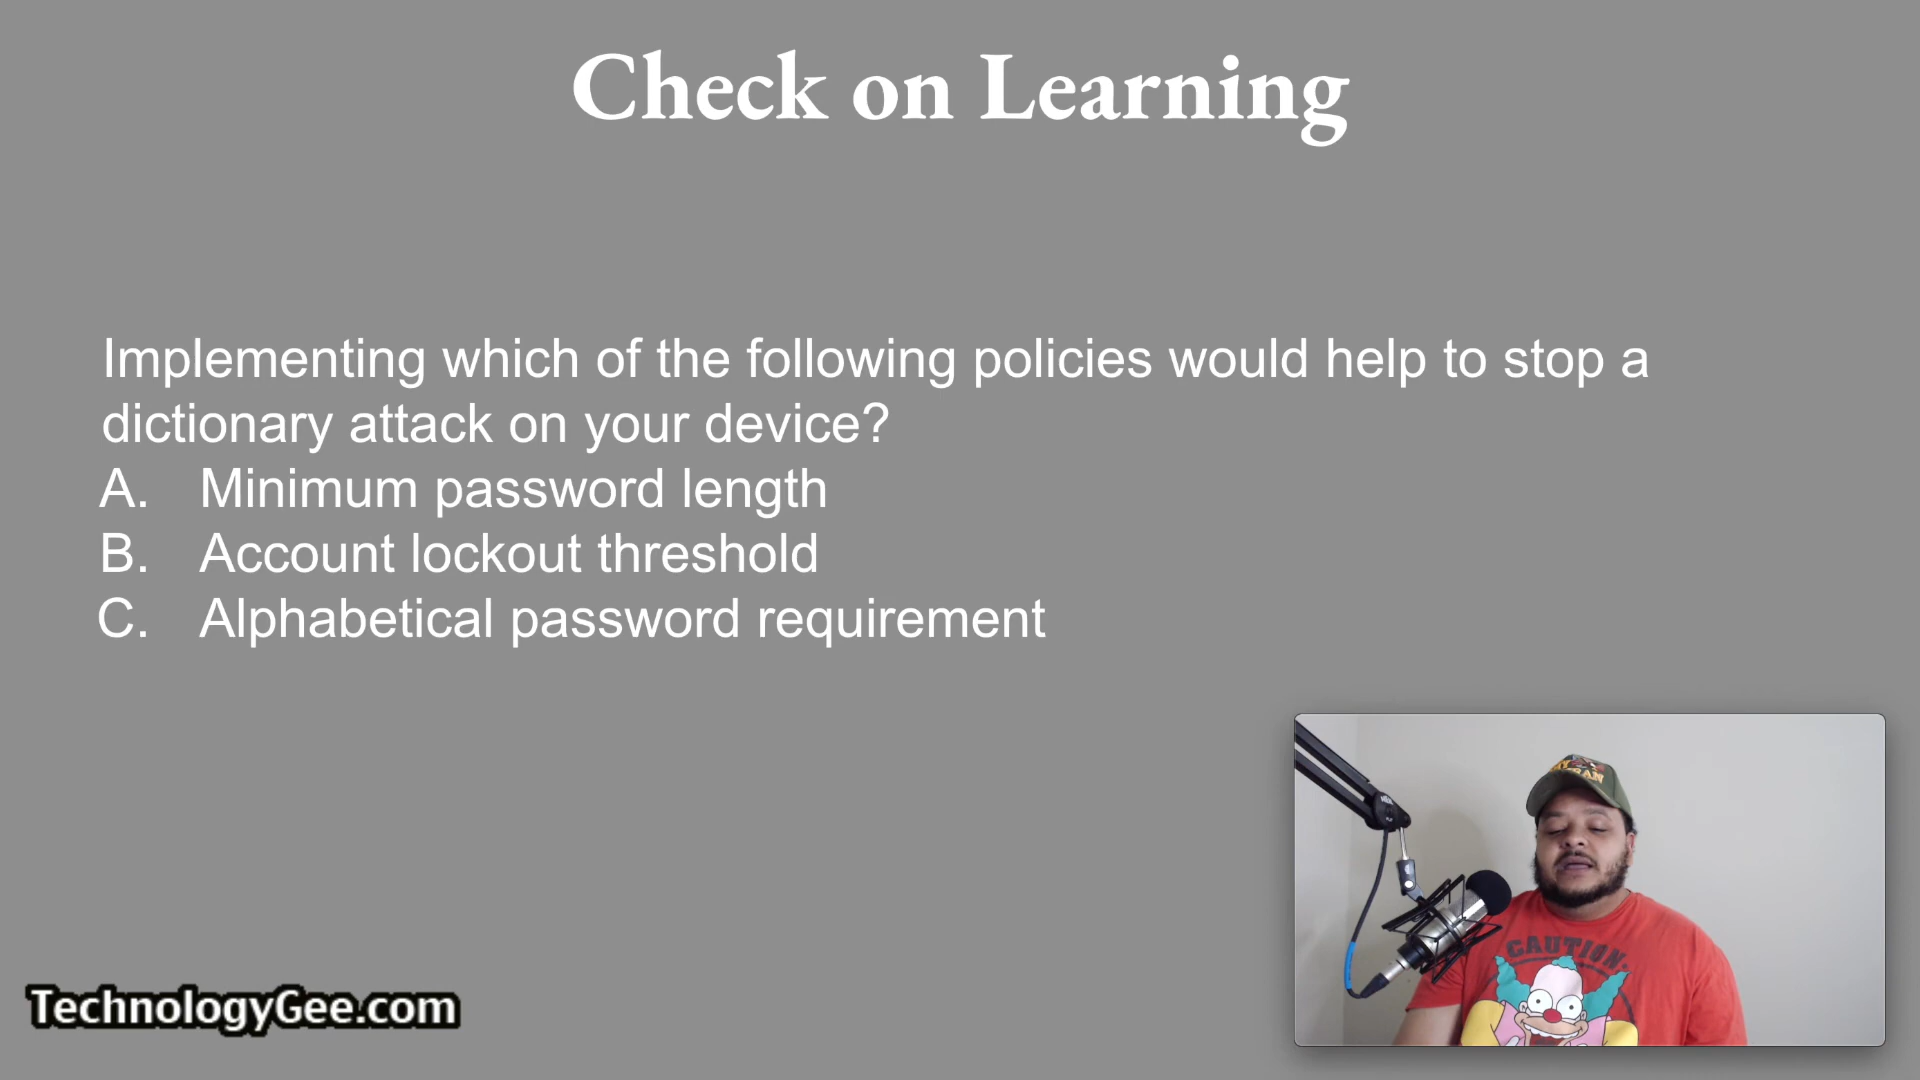 Check on Learning
Implementing which of the following policies would help to stop a
dictionary attack on your device?
A. Minimum password length
B. Account lockout threshold
C. Alphabetical password requirement
CAUTION
TechnologyGee.com